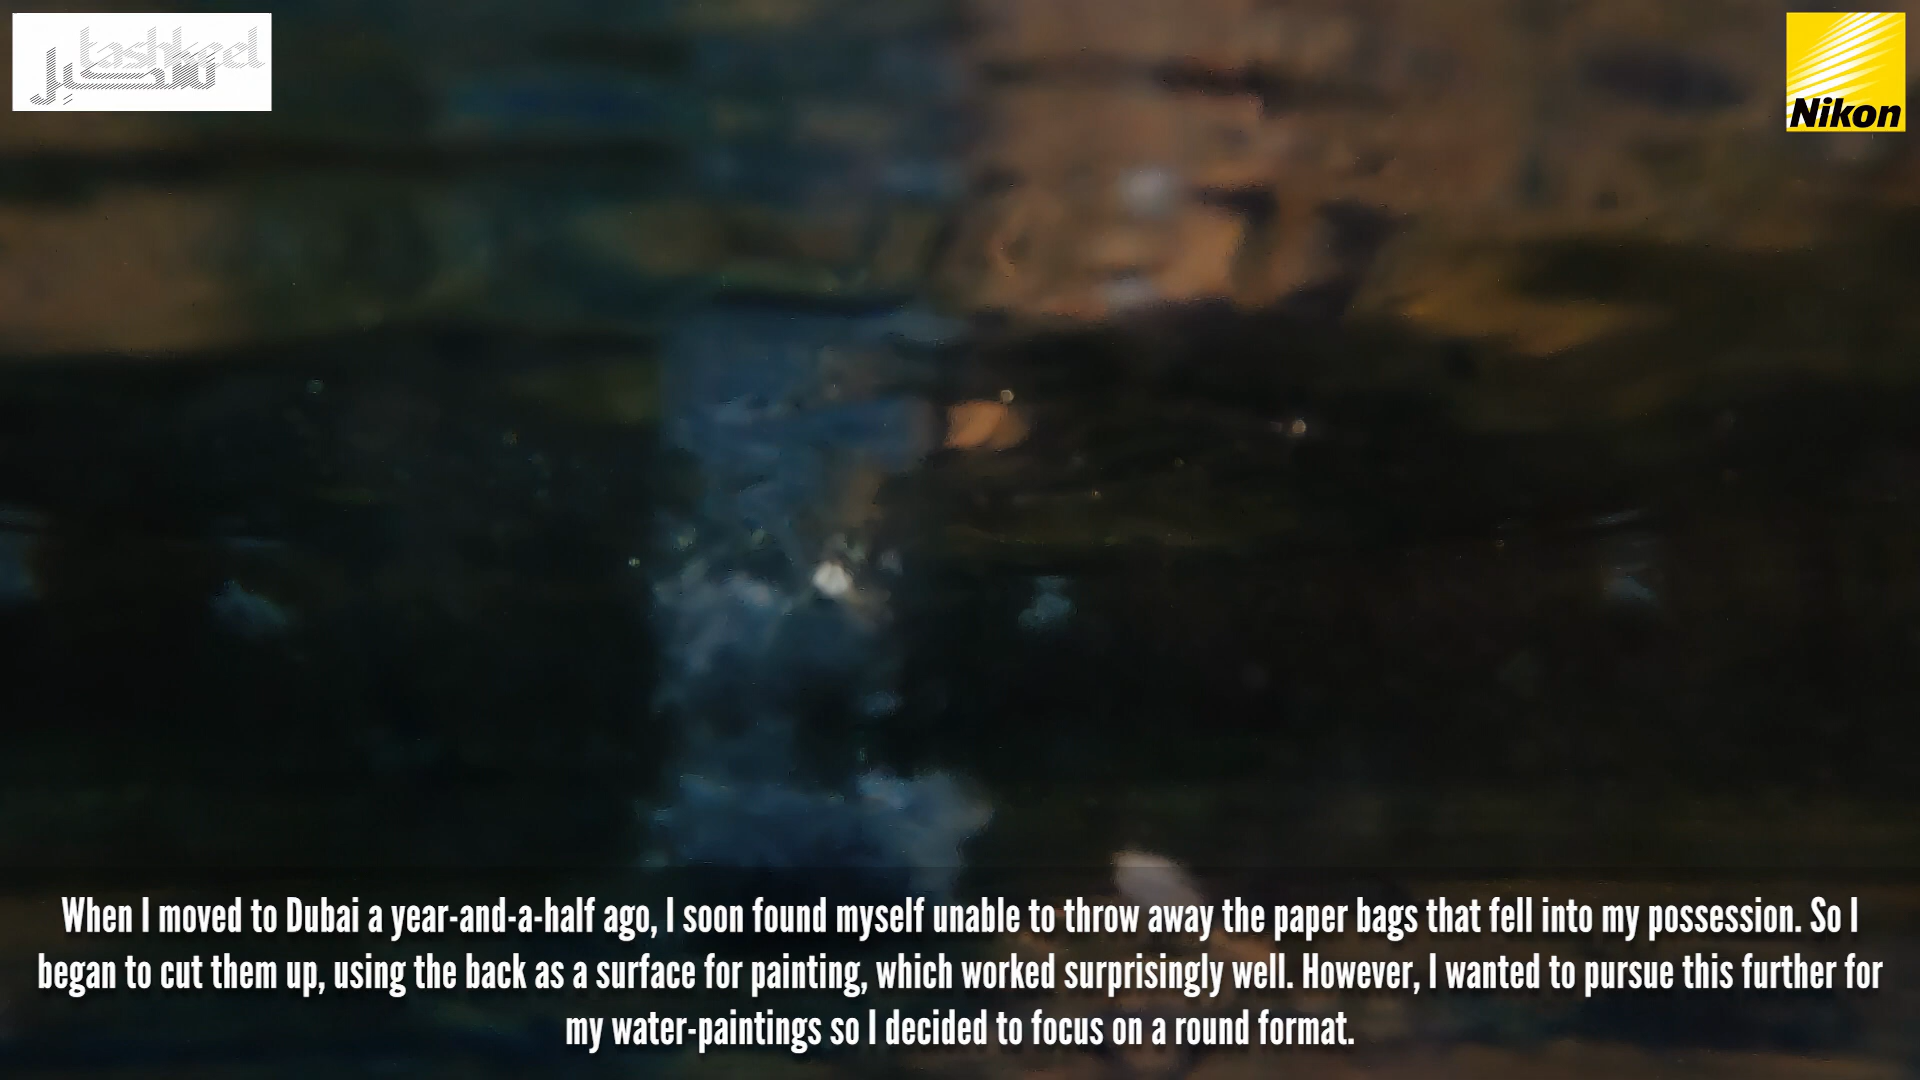 tashkeel
تشكيل
Nikon
When I moved to Dubai a year-and-a-half ago, I soon found myself unable to throw away the paper bags that fell into my possession. So I
began to cut them up, using the back as a surface for painting, which worked surprisingly well. However, I wanted to pursue this further for
my water-paintings so I decided to focus on a round format.